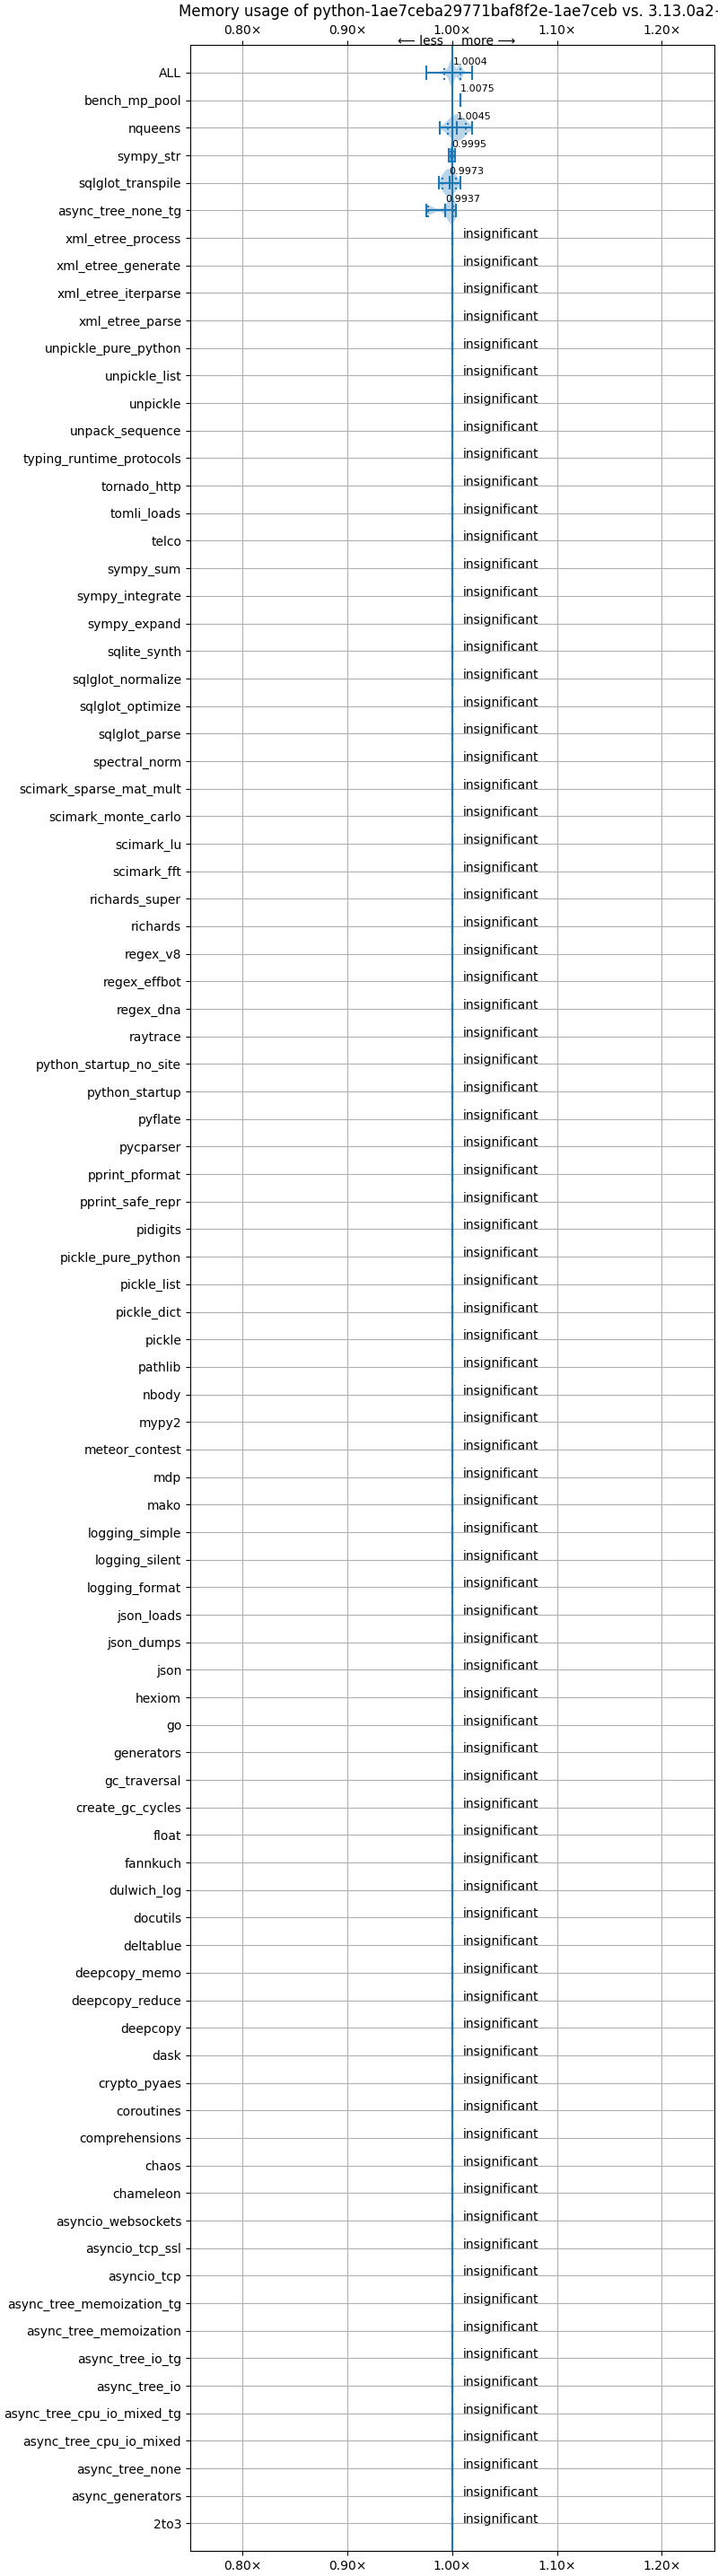 Memory usage of python-1ae7ceba29771baf8f2e-1ae7ceb vs. 3.13.0a2-
0.80× 0.90× 1.00× 1.10× 1.20×
⟵ less more ⟶
ALL 1.0004
bench_mp_pool 1.0075
nqueens 1.0045
sympy_str 0.9995
sqlglot_transpile 0.9973
async_tree_none_tg 0.9937
xml_etree_process insignificant
xml_etree_generate insignificant
xml_etree_iterparse insignificant
xml_etree_parse insignificant
unpickle_pure_python insignificant
unpickle_list insignificant
unpickle insignificant
unpack_sequence insignificant
typing_runtime_protocols insignificant
tornado_http insignificant
tomli_loads insignificant
telco insignificant
sympy_sum insignificant
sympy_integrate insignificant
sympy_expand insignificant
sqlite_synth insignificant
sqlglot_normalize insignificant
sqlglot_optimize insignificant
sqlglot_parse insignificant
spectral_norm insignificant
scimark_sparse_mat_mult insignificant
scimark_monte_carlo insignificant
scimark_lu insignificant
scimark_fft insignificant
richards_super insignificant
richards insignificant
regex_v8 insignificant
regex_effbot insignificant
regex_dna insignificant
raytrace insignificant
python_startup_no_site insignificant
python_startup insignificant
pyflate insignificant
pycparser insignificant
pprint_pformat insignificant
pprint_safe_repr insignificant
pidigits insignificant
pickle_pure_python insignificant
pickle_list insignificant
pickle_dict insignificant
pickle insignificant
pathlib insignificant
nbody insignificant
mypy2 insignificant
meteor_contest insignificant
mdp insignificant
mako insignificant
logging_simple insignificant
logging_silent insignificant
logging_format insignificant
json_loads insignificant
json_dumps insignificant
json insignificant
hexiom insignificant
go insignificant
generators insignificant
gc_traversal insignificant
create_gc_cycles insignificant
float insignificant
fannkuch insignificant
dulwich_log insignificant
docutils insignificant
deltablue insignificant
deepcopy_memo insignificant
deepcopy_reduce insignificant
deepcopy insignificant
dask insignificant
crypto_pyaes insignificant
coroutines insignificant
comprehensions insignificant
chaos insignificant
chameleon insignificant
asyncio_websockets insignificant
asyncio_tcp_ssl insignificant
asyncio_tcp insignificant
async_tree_memoization_tg insignificant
async_tree_memoization insignificant
async_tree_io_tg insignificant
async_tree_io insignificant
async_tree_cpu_io_mixed_tg insignificant
async_tree_cpu_io_mixed insignificant
async_tree_none insignificant
async_generators insignificant
2to3 insignificant
0.80× 0.90× 1.00× 1.10× 1.20×